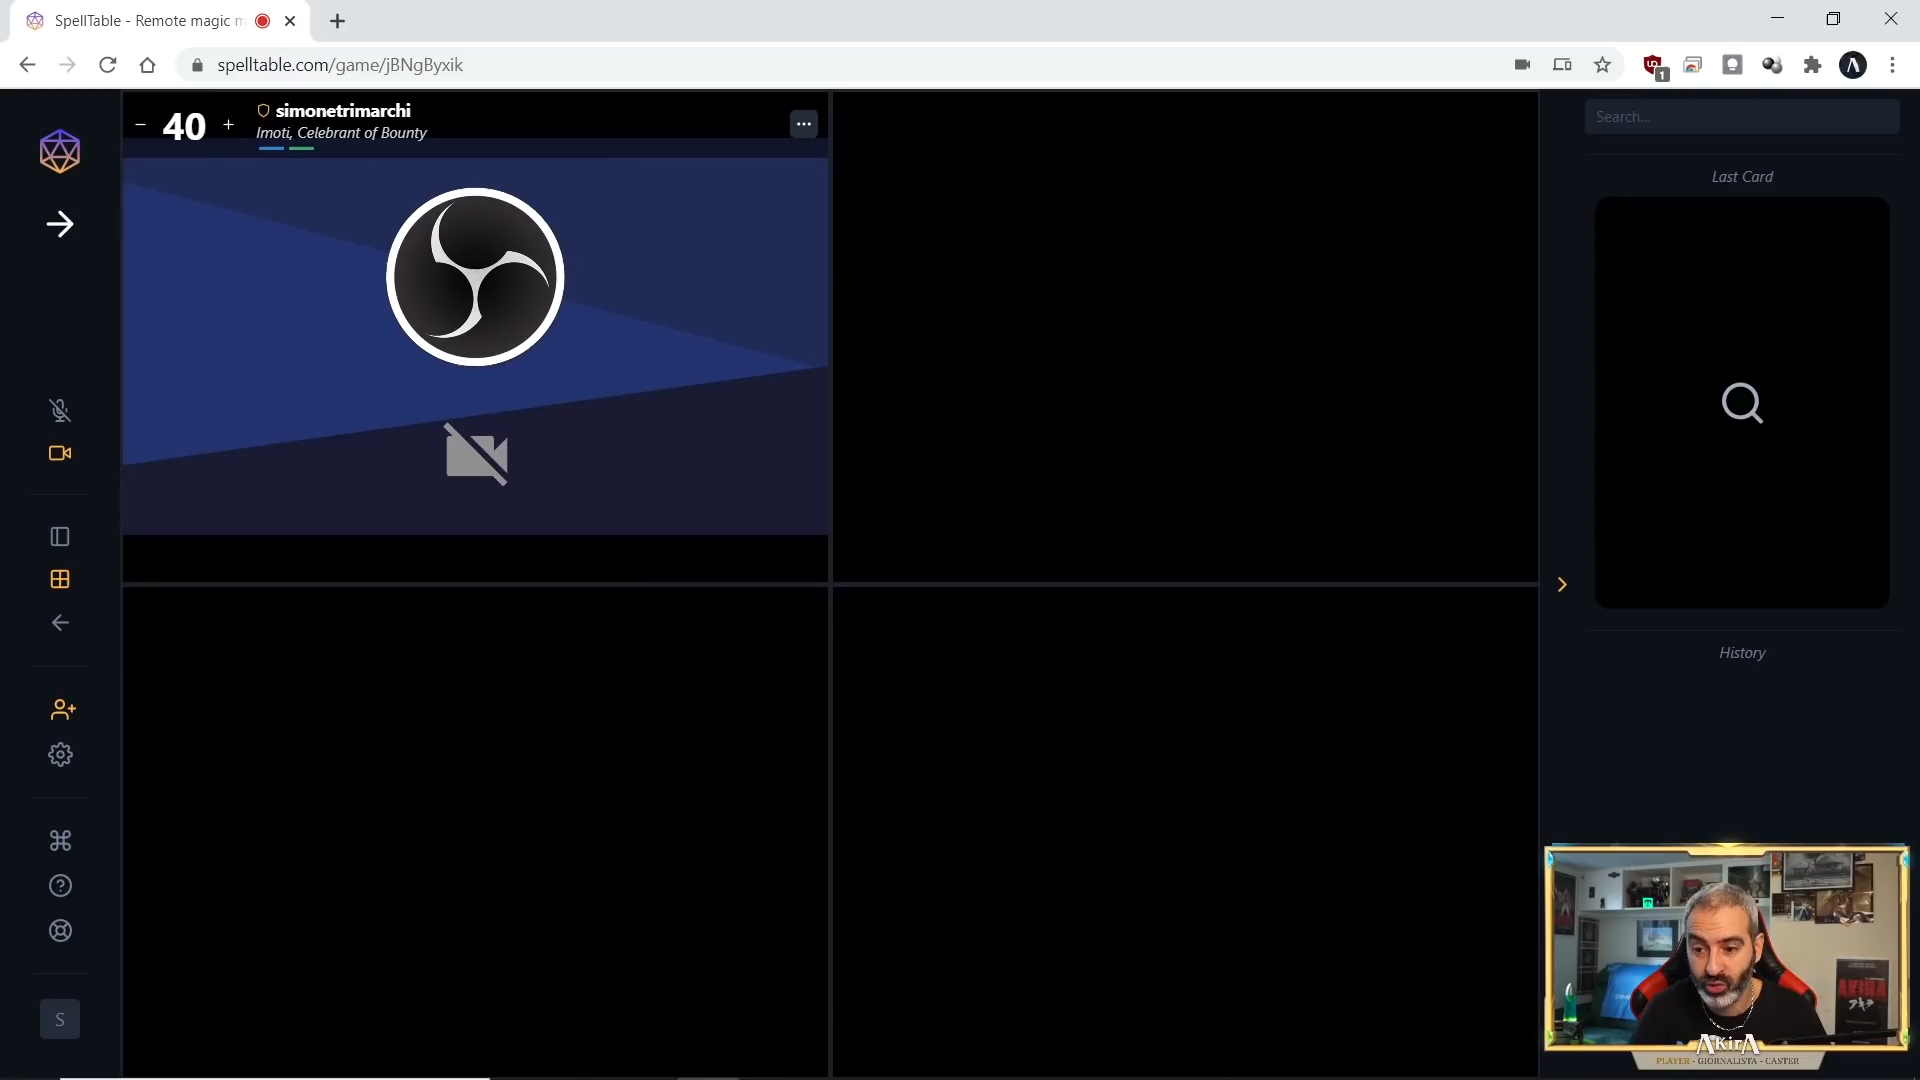 SpellTable - Remote magic m
spelltable.com/game/jBNgByxik
1
− 40 +
simonetrimarchi
Imoti, Celebrant of Bounty
Search...
Last Card
History
S
AKirA
PLAYER - GIORNALISTA - CASTER